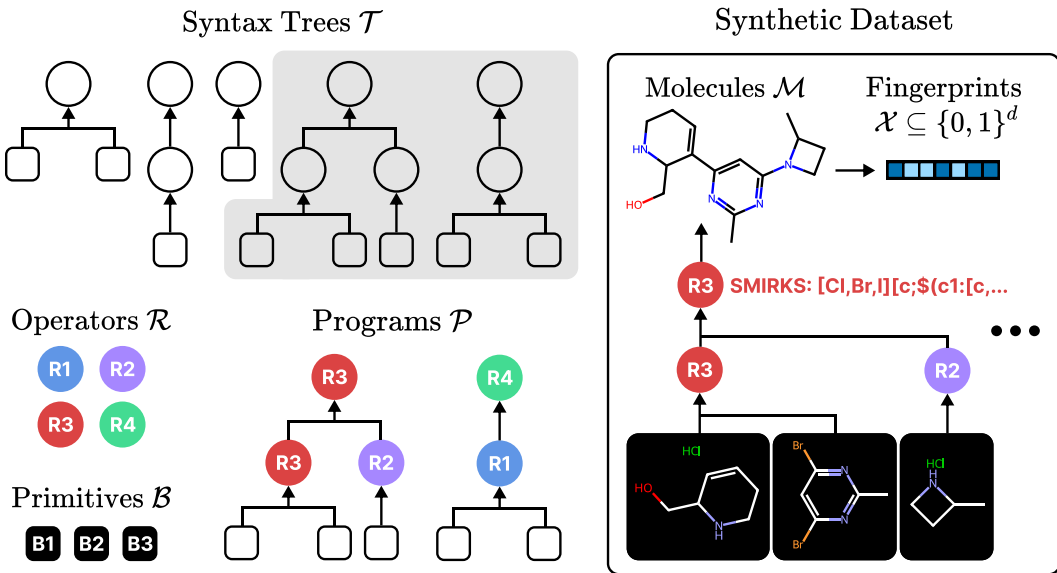 Syntax Trees 𝒯
Operators ℛ
R1 R2
R3 R4
Primitives ℬ
B1 B2 B3
Programs 𝒫
R3 R4
R3 R2 R1
Synthetic Dataset
Molecules ℳ
Fingerprints
𝒳 ⊆ {0, 1}ᵈ
HN
N
HO
N N
R3 SMIRKS: [Cl,Br,I][c;$(c1:[c,...
R3 R2
HCl
HO
N
H
Br
N
N
Br
HCl
H
N